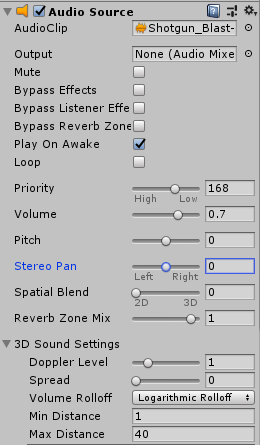 Audio Source
AudioClip Shotgun_Blast-
Output None (Audio Mixe
Mute
Bypass Effects
Bypass Listener Effe
Bypass Reverb Zone
Play On Awake
Loop
Priority 168
High Low
Volume 0.7
Pitch 0
Stereo Pan 0
Left Right
Spatial Blend 0
2D 3D
Reverb Zone Mix 1
3D Sound Settings
Doppler Level 1
Spread 0
Volume Rolloff Logarithmic Rolloff
Min Distance 1
Max Distance 40